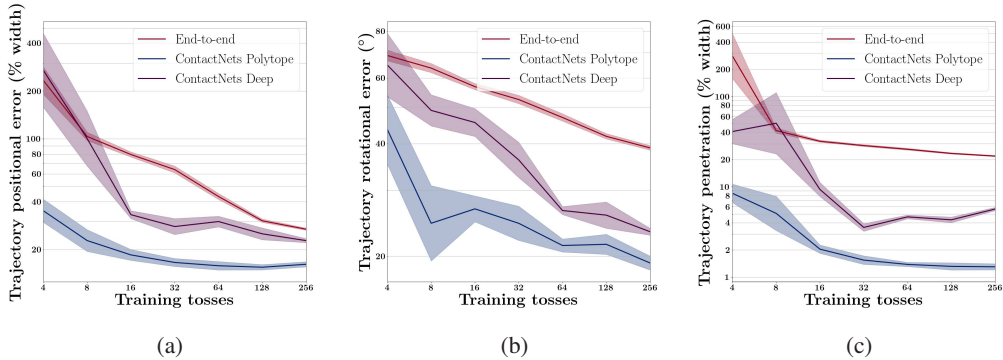 Trajectory positional error (% width)
400
200
100
80
60
40
20
End-to-end
ContactNets Polytope
ContactNets Deep
4 8 16 32 64 128 256
Training tosses
(a)
Trajectory rotational error (°)
80
60
40
20
End-to-end
ContactNets Polytope
ContactNets Deep
4 8 16 32 64 128 256
Training tosses
(b)
Trajectory penetration (% width)
600
400
200
100
80
60
40
20
10
8
6
4
2
1
End-to-end
ContactNets Polytope
ContactNets Deep
4 8 16 32 64 128 256
Training tosses
(c)